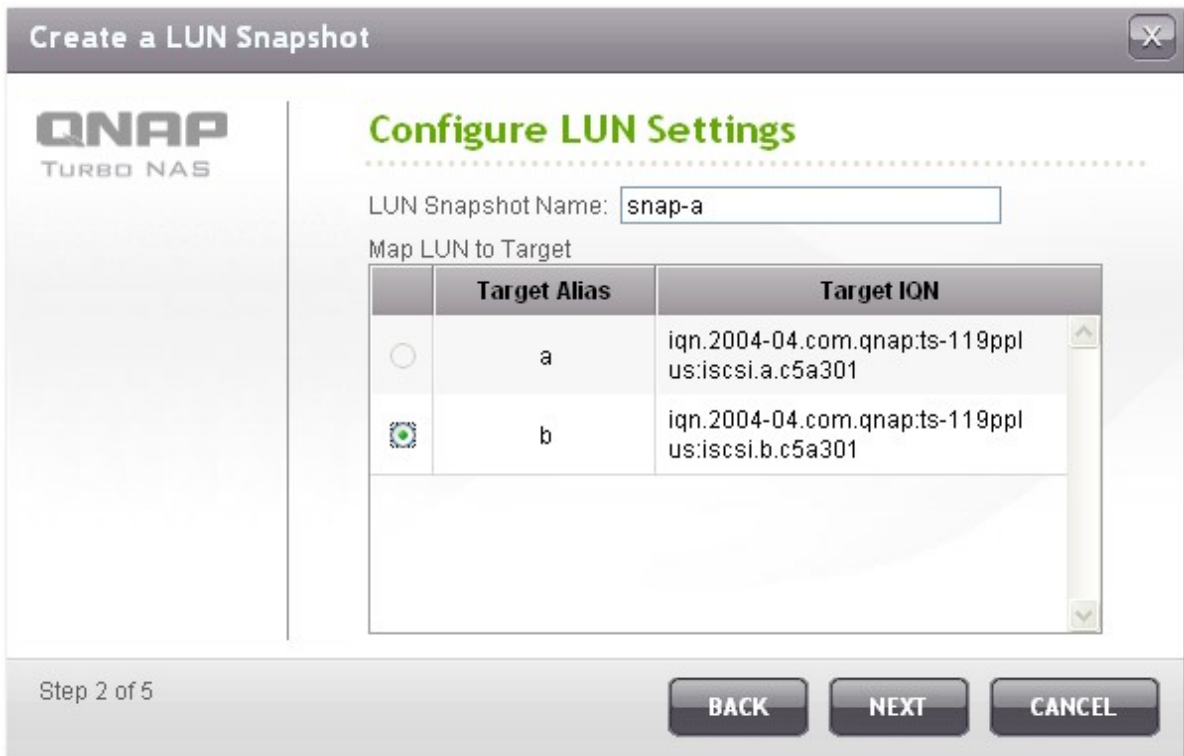 Create a LUN Snapshot
X
QNAP
TURBO NAS
Configure LUN Settings
LUN Snapshot Name: snap-a
Map LUN to Target
Target Alias Target IQN
a iqn.2004-04.com.qnap:ts-119ppl
us:iscsi.a.c5a301
b iqn.2004-04.com.qnap:ts-119ppl
us:iscsi.b.c5a301
Step 2 of 5
BACK NEXT CANCEL